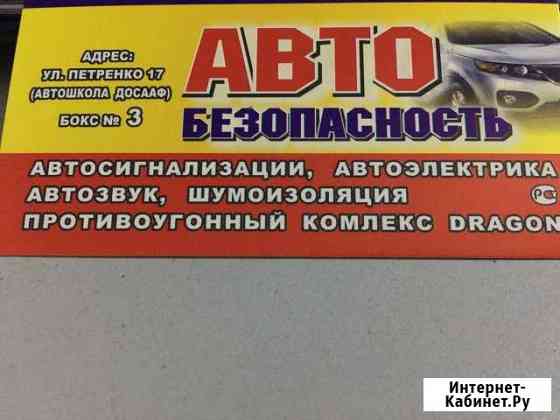 АДРЕС:
УЛ. ПЕТРЕНКО 17
(АВТОШКОЛА ДОСААФ)
БОКС № 3
АВТО
БЕЗОПАСНОСТЬ
АВТОСИГНАЛИЗАЦИИ, АВТОЭЛЕКТРИКА
АВТОЗВУК, ШУМОИЗОЛЯЦИЯ
ПРОТИВОУГОННЫЙ КОМЛЕКС DRAGON
Интернет-
Кабинет.Ру